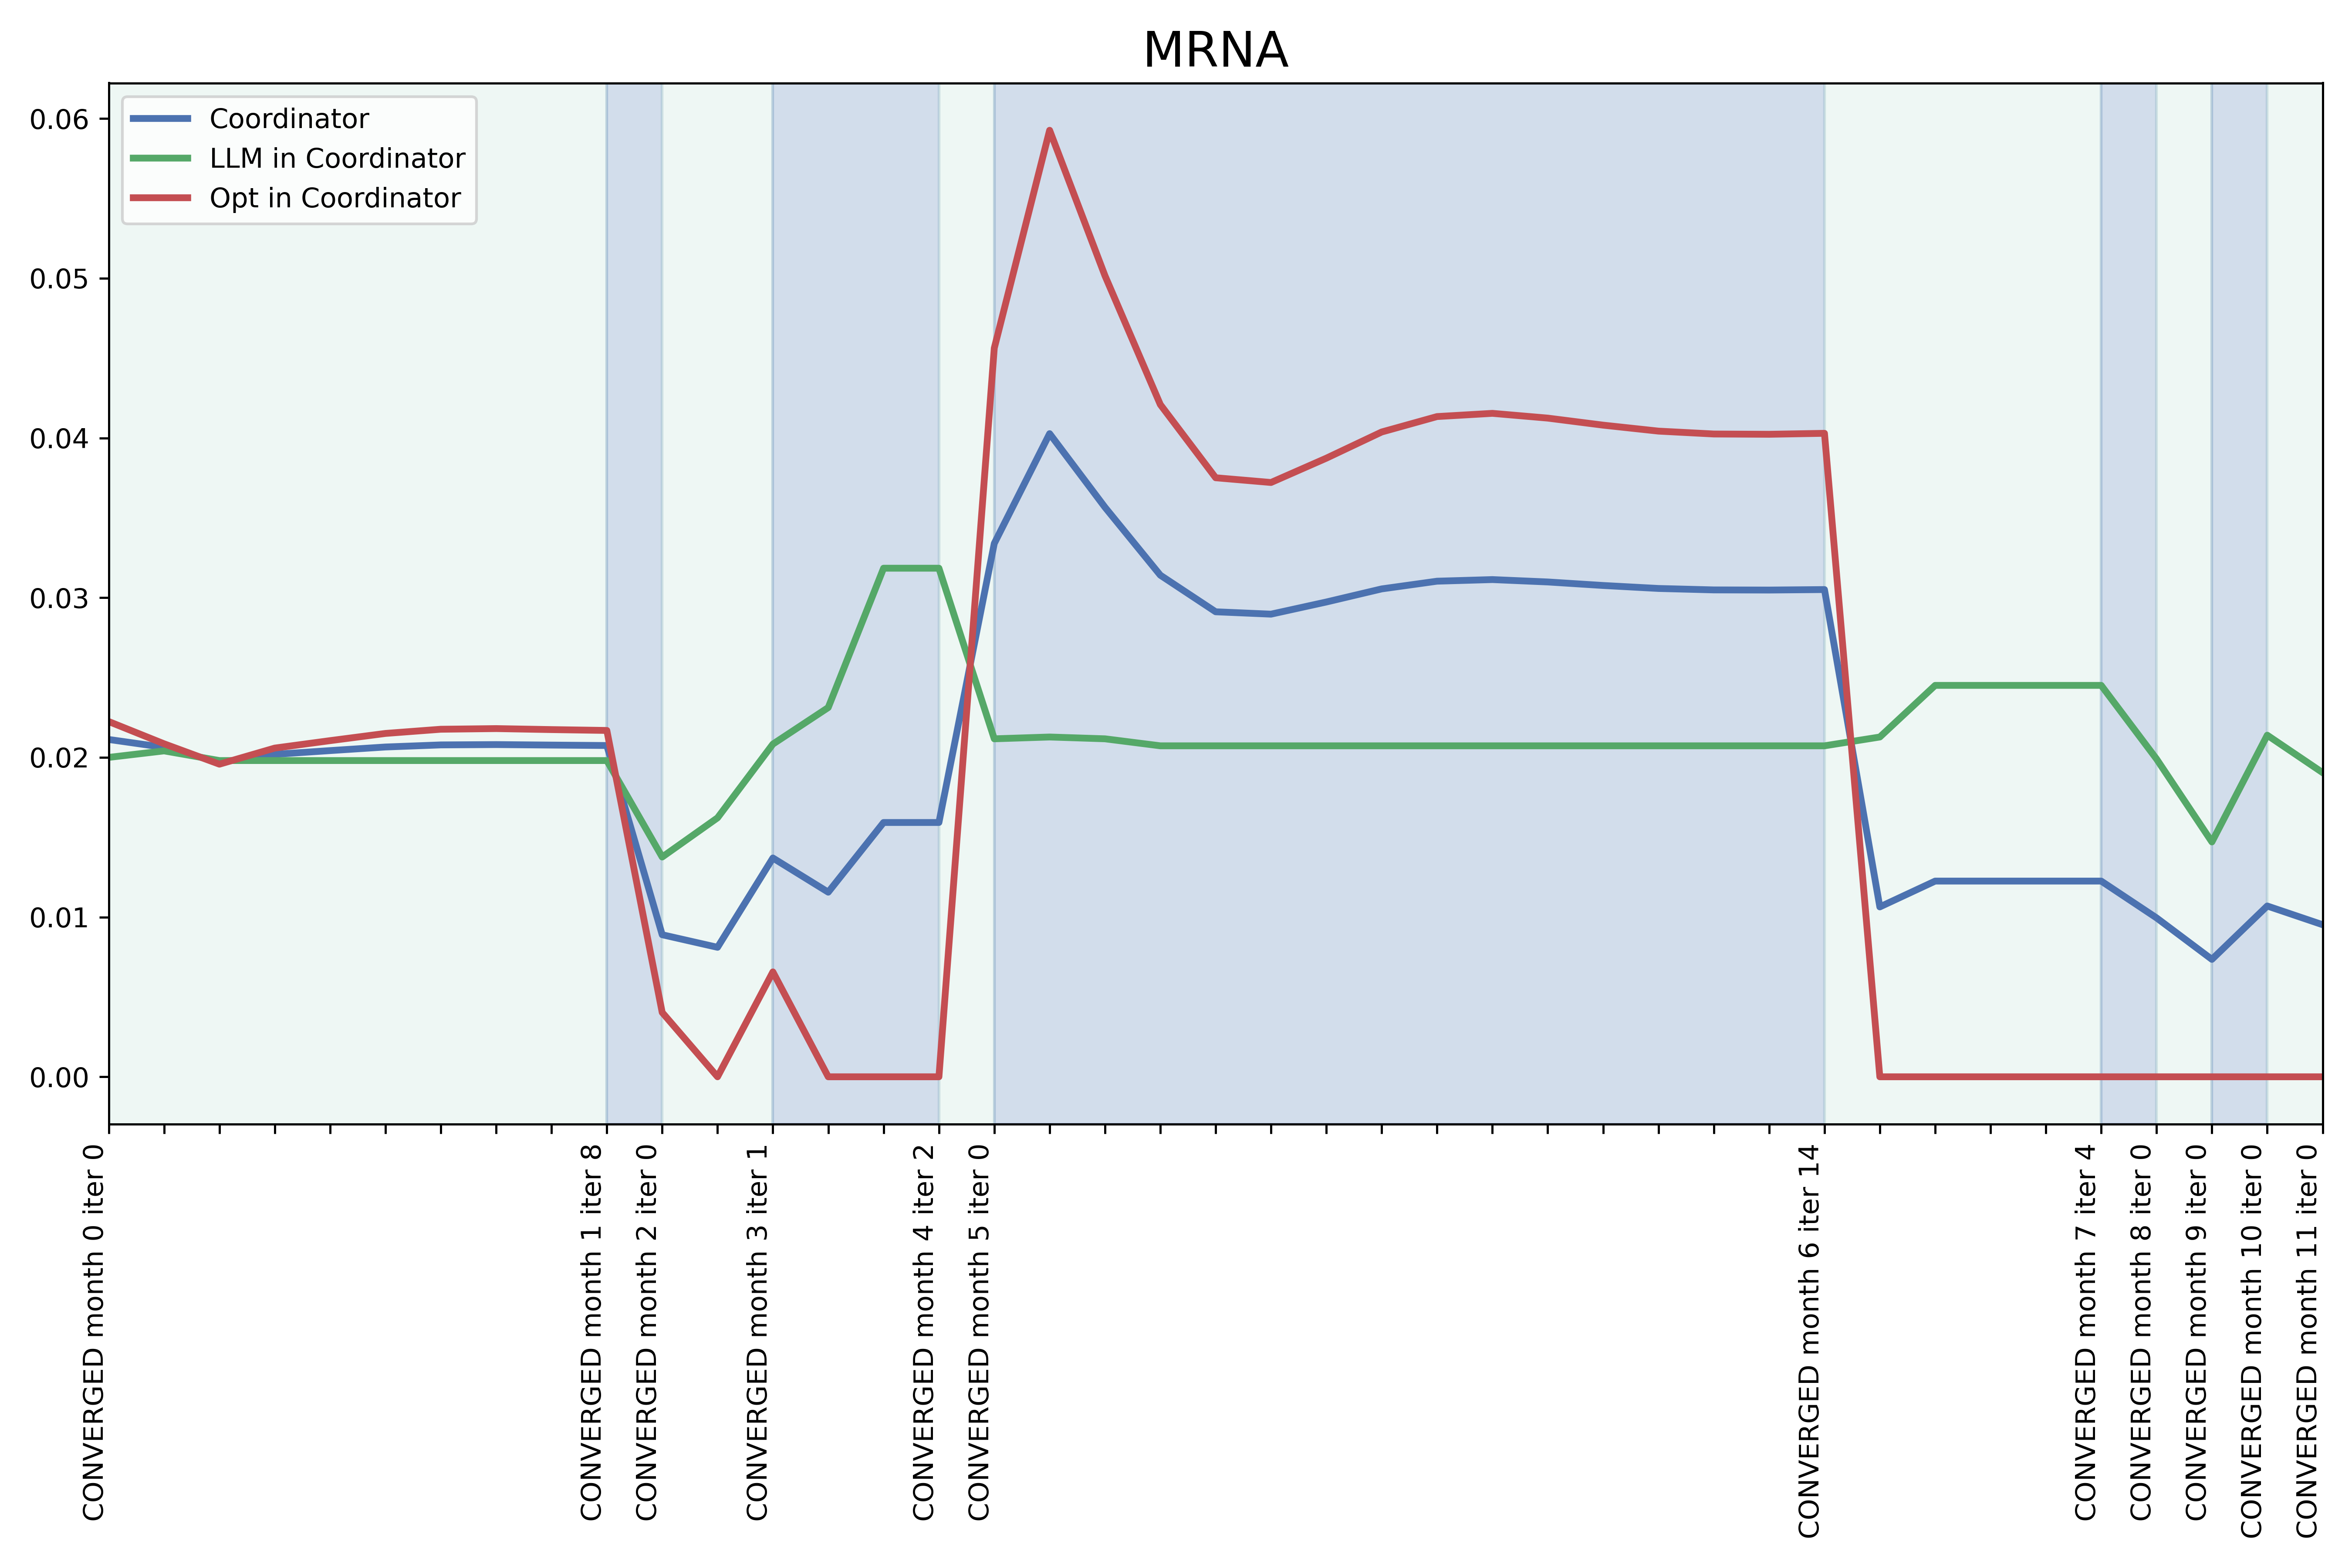 MRNA
Coordinator
LLM in Coordinator
Opt in Coordinator
0.06
0.05
0.04
0.03
0.02
0.01
0.00
CONVERGED month 0 iter 0
CONVERGED month 1 iter 8
CONVERGED month 2 iter 0
CONVERGED month 3 iter 1
CONVERGED month 4 iter 2
CONVERGED month 5 iter 0
CONVERGED month 6 iter 14
CONVERGED month 7 iter 4
CONVERGED month 8 iter 0
CONVERGED month 9 iter 0
CONVERGED month 10 iter 0
CONVERGED month 11 iter 0